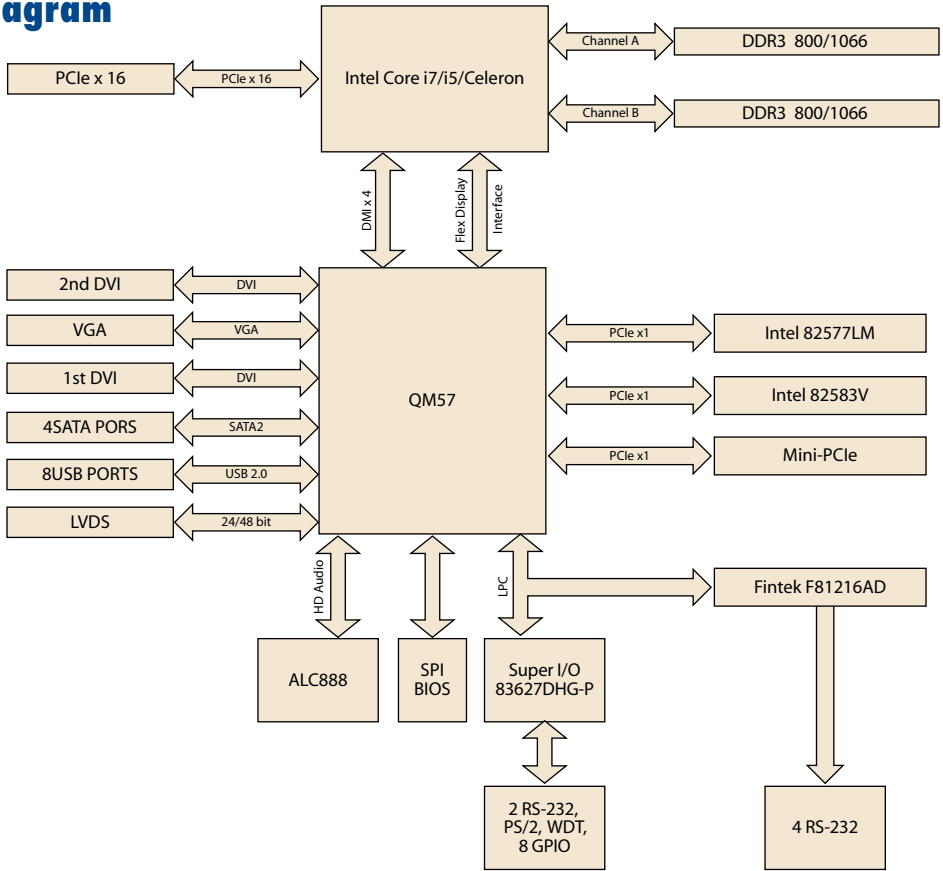 agram
PCIe x 16
PCIe x 16
Intel Core i7/i5/Celeron
Channel A
DDR3 800/1066
Channel B
DDR3 800/1066
DMI x 4
Flex Display
Interface
2nd DVI
DVI
VGA
VGA
1st DVI
DVI
4SATA PORS
SATA2
8USB PORTS
USB 2.0
LVDS
24/48 bit
QM57
PCIe x1
Intel 82577LM
PCIe x1
Intel 82583V
PCIe x1
Mini-PCIe
HD Audio
LPC
Fintek F81216AD
ALC888
SPI
BIOS
Super I/O
83627DHG-P
2 RS-232,
PS/2, WDT,
8 GPIO
4 RS-232